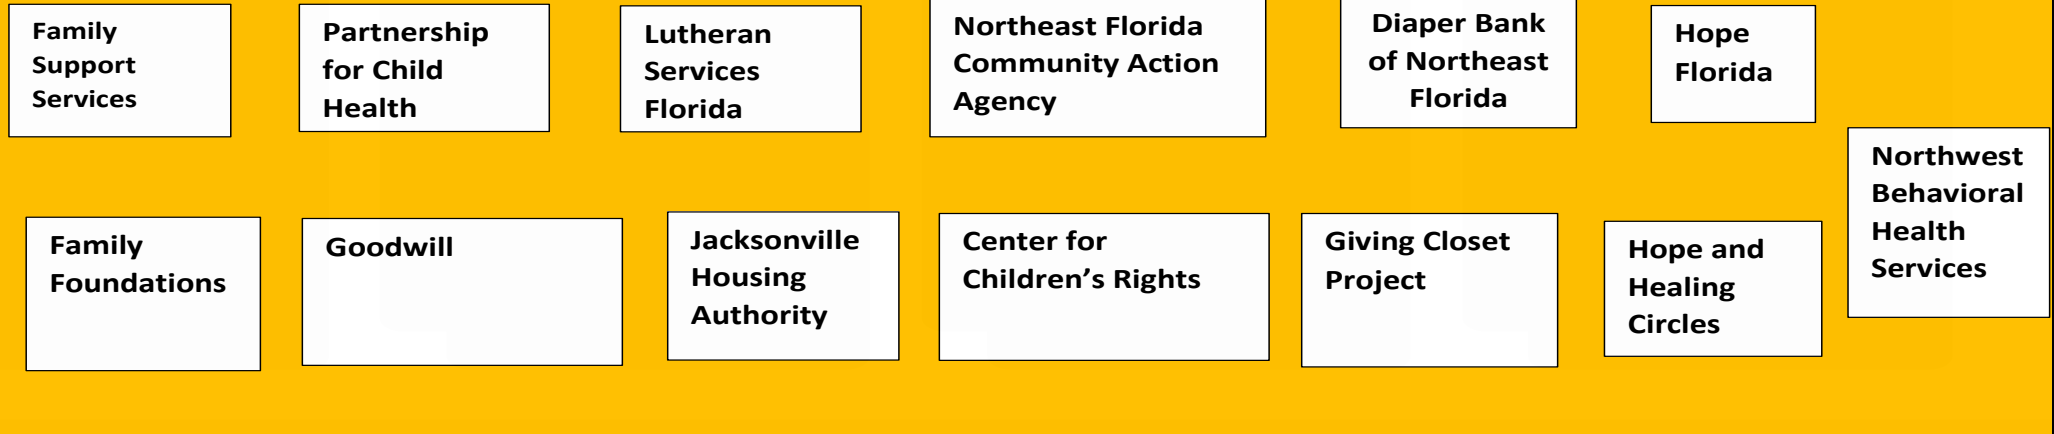 Family
Support
Services
Partnership
for Child
Health
Lutheran
Services
Florida
Northeast Florida
Community Action
Agency
Diaper Bank
of Northeast
Florida
Hope
Florida
Northwest
Behavioral
Health
Services
Family
Foundations
Goodwill
Jacksonville
Housing
Authority
Center for
Children’s Rights
Giving Closet
Project
Hope and
Healing
Circles